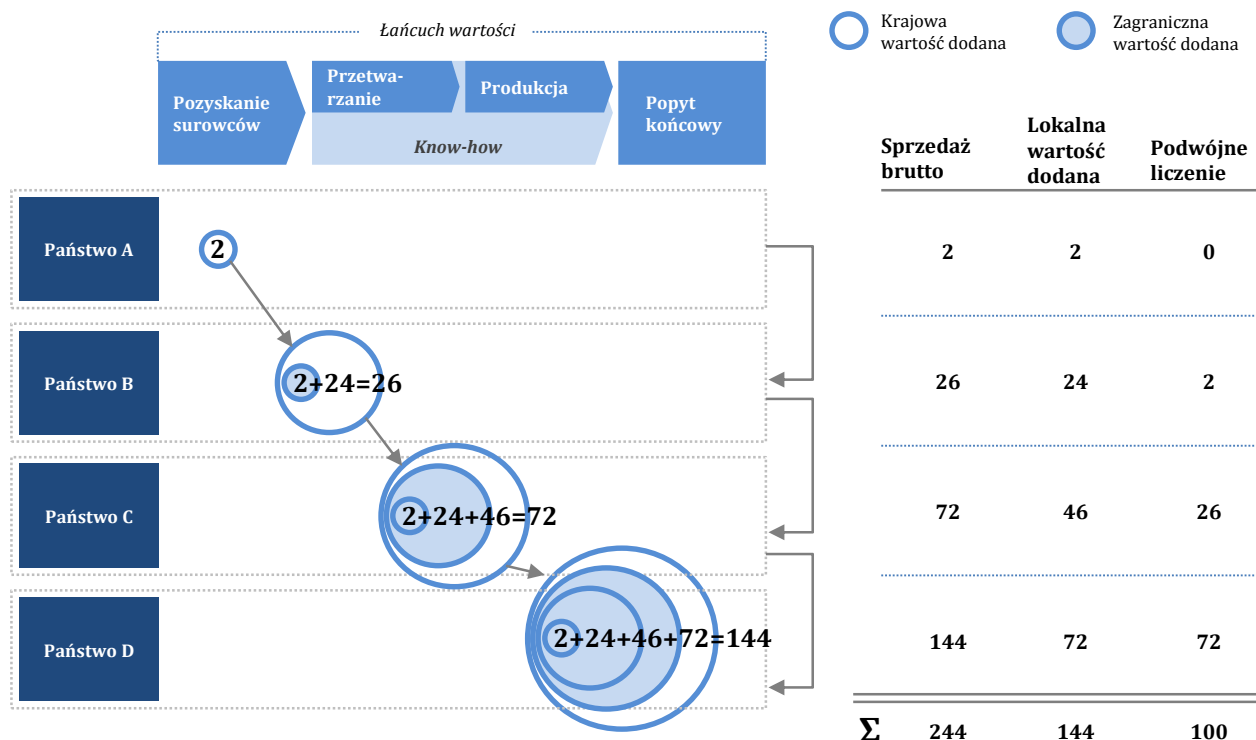 Łańcuch wartości
Krajowa
wartość dodana
Zagraniczna
wartość dodana
Pozyskanie
surowców
Przetwa-
rzanie
Produkcja
Know-how
Popyt
końcowy
Sprzedaż
brutto
Lokalna
wartość
dodana
Podwójne
liczenie
Państwo A
2
2 2 0
Państwo B
2+24=26
26 24 2
Państwo C
2+24+46=72
72 46 26
Państwo D
2+24+46+72=144
144 72 72
Σ 244 144 100